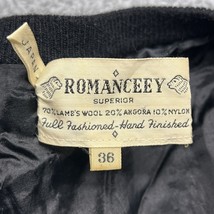 JAPAN
ROMANCEEY
SUPERIOR
70% LAMB'S WOOL 20% ANGORA 10% NYLON
Full Fashioned - Hand Finished
36